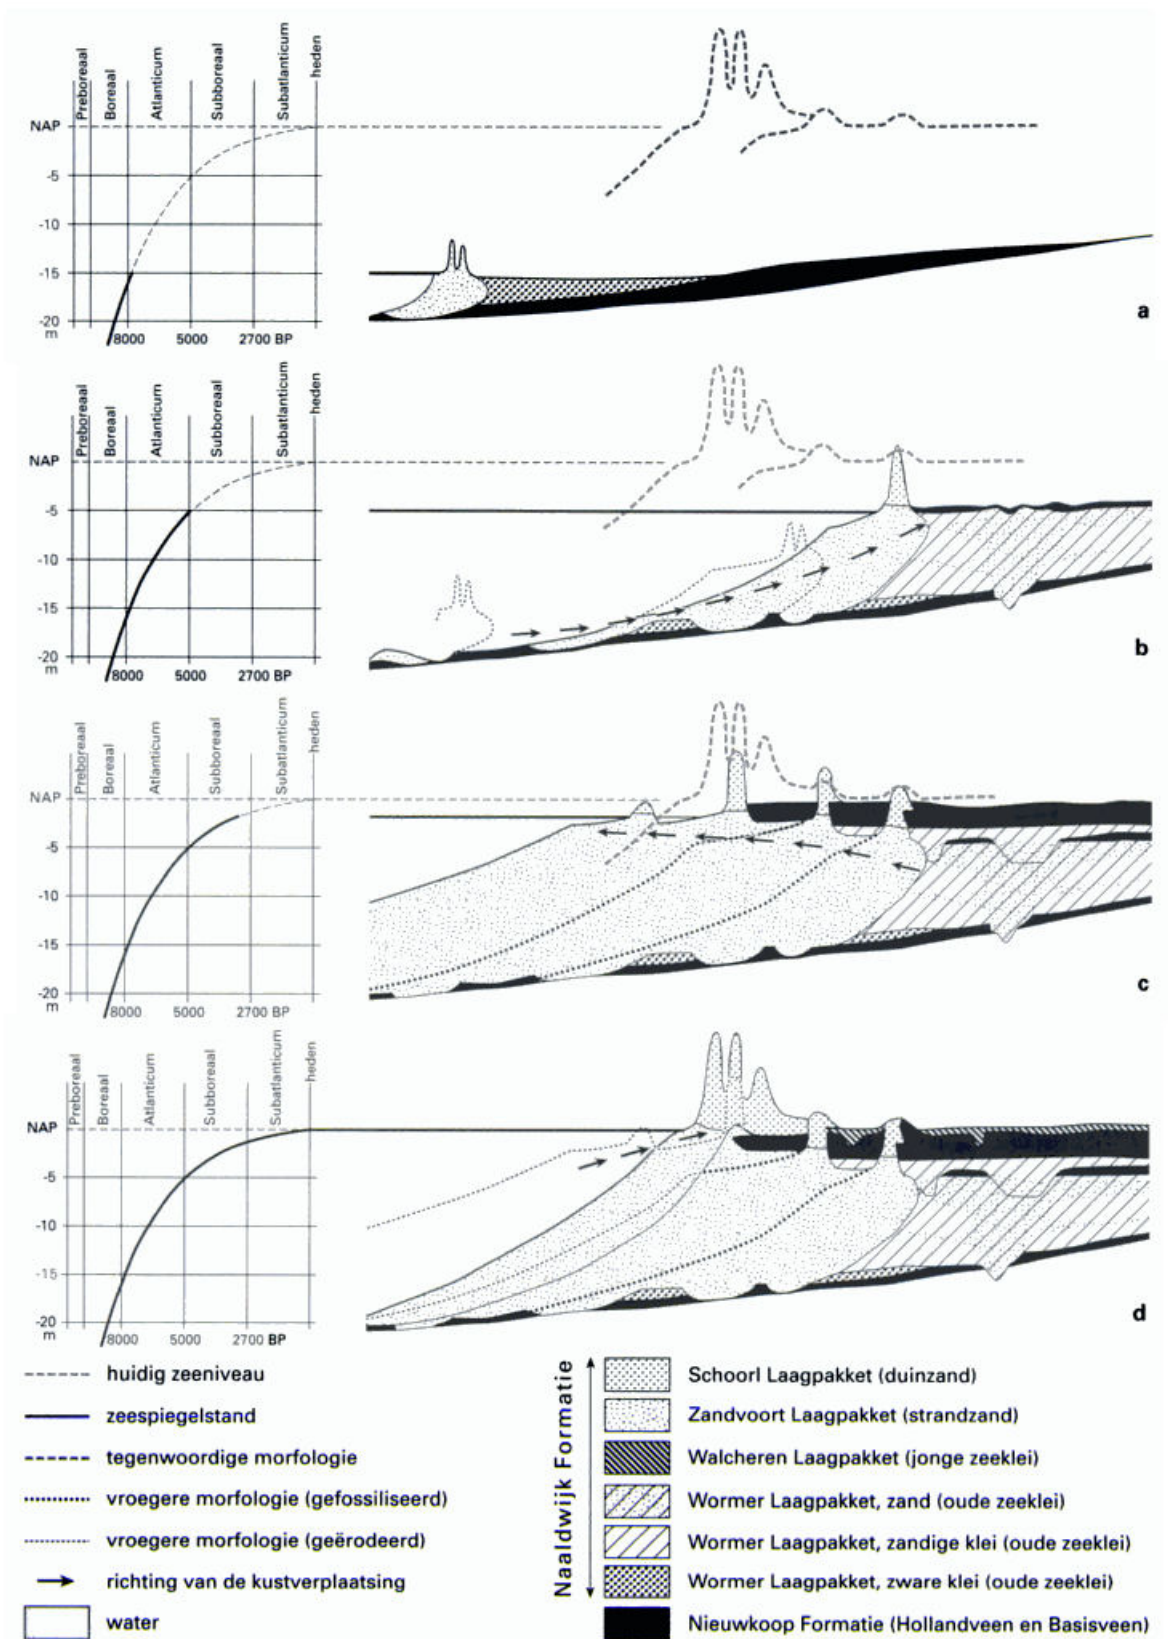 Preboreaal
Boreaal
Atlanticum
Subboreaal
Subatlanticum
heden
NAP
-5
-10
-15
-20
m
8000 5000 2700 BP
a
Preboreaal
Boreaal
Atlanticum
Subboreaal
Subatlanticum
heden
NAP
-5
-10
-15
-20
m
8000 5000 2700 BP
b
Preboreaal
Boreaal
Atlanticum
Subboreaal
Subatlanticum
heden
NAP
-5
-10
-15
-20
m
8000 5000 2700 BP
c
Preboreaal
Boreaal
Atlanticum
Subboreaal
Subatlanticum
heden
NAP
-5
-10
-15
-20
m
8000 5000 2700 BP
d
huidig zeeniveau
zeespiegelstand
tegenwoordige morfologie
vroegere morfologie (gefossiliseerd)
vroegere morfologie (geërodeerd)
richting van de kustverplaatsing
water
Naaldwijk Formatie
Schoorl Laagpakket (duinzand)
Zandvoort Laagpakket (strandzand)
Walcheren Laagpakket (jonge zeeklei)
Wormer Laagpakket, zand (oude zeeklei)
Wormer Laagpakket, zandige klei (oude zeeklei)
Wormer Laagpakket, zware klei (oude zeeklei)
Nieuwkoop Formatie (Hollandveen en Basisveen)